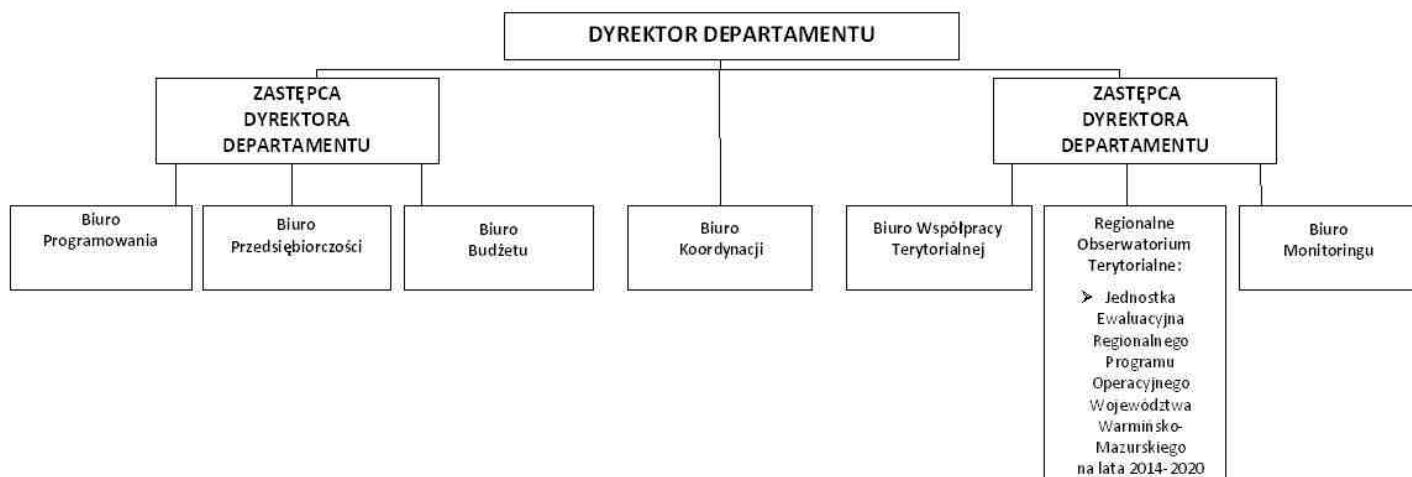 DYREKTOR DEPARTAMENTU
ZASTĘPCA
DYREKTORA
DEPARTAMENTU
ZASTĘPCA
DYREKTORA
DEPARTAMENTU
Biuro
Programowania
Biuro
Przedsiębiorczości
Biuro
Budżetu
Biuro
Koordynacji
Biuro Współpracy
Terytorialnej
Regionalne
Obserwatorium
Terytorialne:
➢ Jednostka
Ewaluacyjna
Regionalnego
Programu
Operacyjnego
Województwa
Warmińsko-
Mazurskiego
na lata 2014-2020
Biuro
Monitoringu